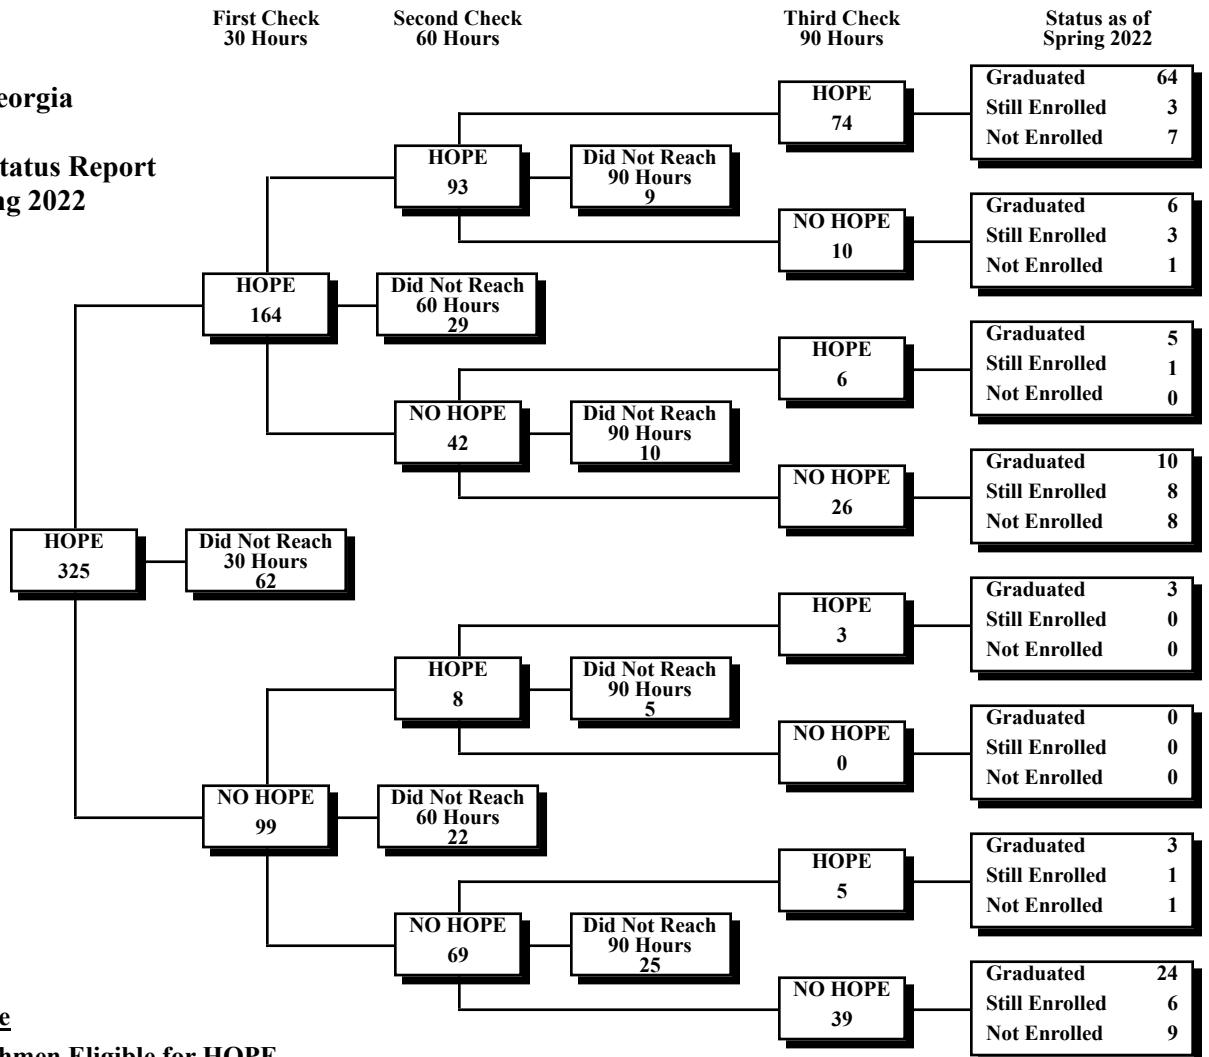 First Check
30 Hours
Second Check
60 Hours
Third Check
90 Hours
Status as of
Spring 2022
2022
Status Report
HOPE
325
Did Not Reach
30 Hours
62
HOPE
164
Did Not Reach
60 Hours
29
NO HOPE
99
Did Not Reach
60 Hours
22
HOPE
93
Did Not Reach
90 Hours
9
NO HOPE
42
Did Not Reach
90 Hours
10
HOPE
8
Did Not Reach
90 Hours
5
NO HOPE
69
Did Not Reach
90 Hours
25
HOPE
74
Graduated 64
Still Enrolled 3
Not Enrolled 7
NO HOPE
10
Graduated 6
Still Enrolled 3
Not Enrolled 1
HOPE
6
Graduated 5
Still Enrolled 1
Not Enrolled 0
NO HOPE
26
Graduated 10
Still Enrolled 8
Not Enrolled 8
HOPE
3
Graduated 3
Still Enrolled 0
Not Enrolled 0
NO HOPE
0
Graduated 0
Still Enrolled 0
Not Enrolled 0
HOPE
5
Graduated 3
Still Enrolled 1
Not Enrolled 1
NO HOPE
39
Graduated 24
Still Enrolled 6
Not Enrolled 9
Eligible for HOPE